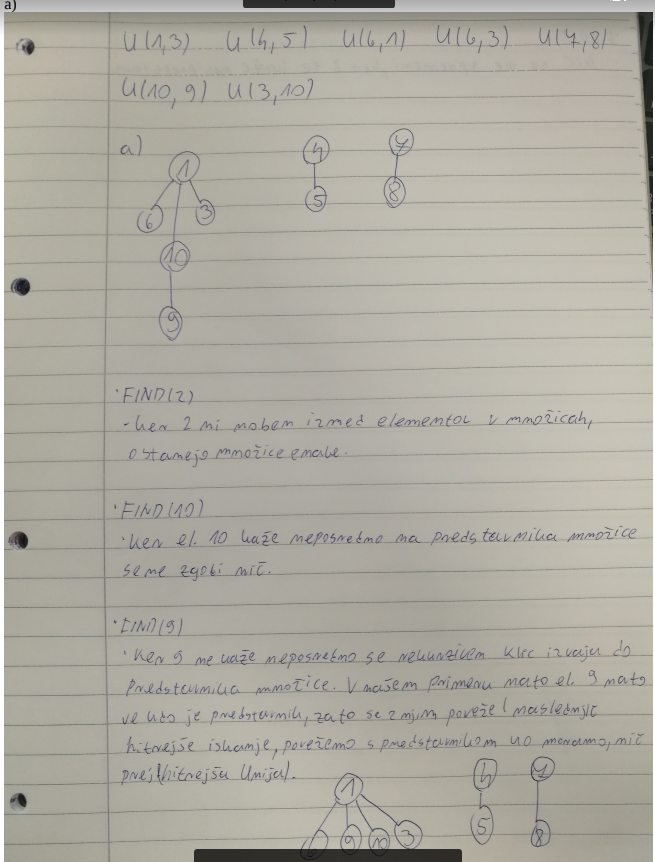 a)
U(1,3) U(4,5) U(6,1) U(6,3) U(7,8)
U(10,9) U(3,10)
a)
1 4 7
6 3 5 8
10
9
·FIND(2)
-ker 2 ni noben izmed elementov v množicah,
ostanejo množice enake.
·FIND(10)
·ker el. 10 kaže neposredno na predstavnika množice
se ne zgodi nič.
·FIND(9)
·ker 9 ne kaže neposredno se rekurziven klic izvaja do
predstavnika množice. V našem primeru nato el 9 nato
ve kdo je predstavnik, zato se z njim poveže (naslednjič
hitrejše iskanje, povežemo s predstavnikom ko moramo, nič
prej (hitrejša Unija).
1 4 7
6 9 10 3 5 8